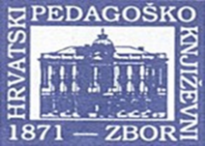 HRVATSKI
PEDAGOŠKO
KNJIŽEVNI
1871 — ZBOR